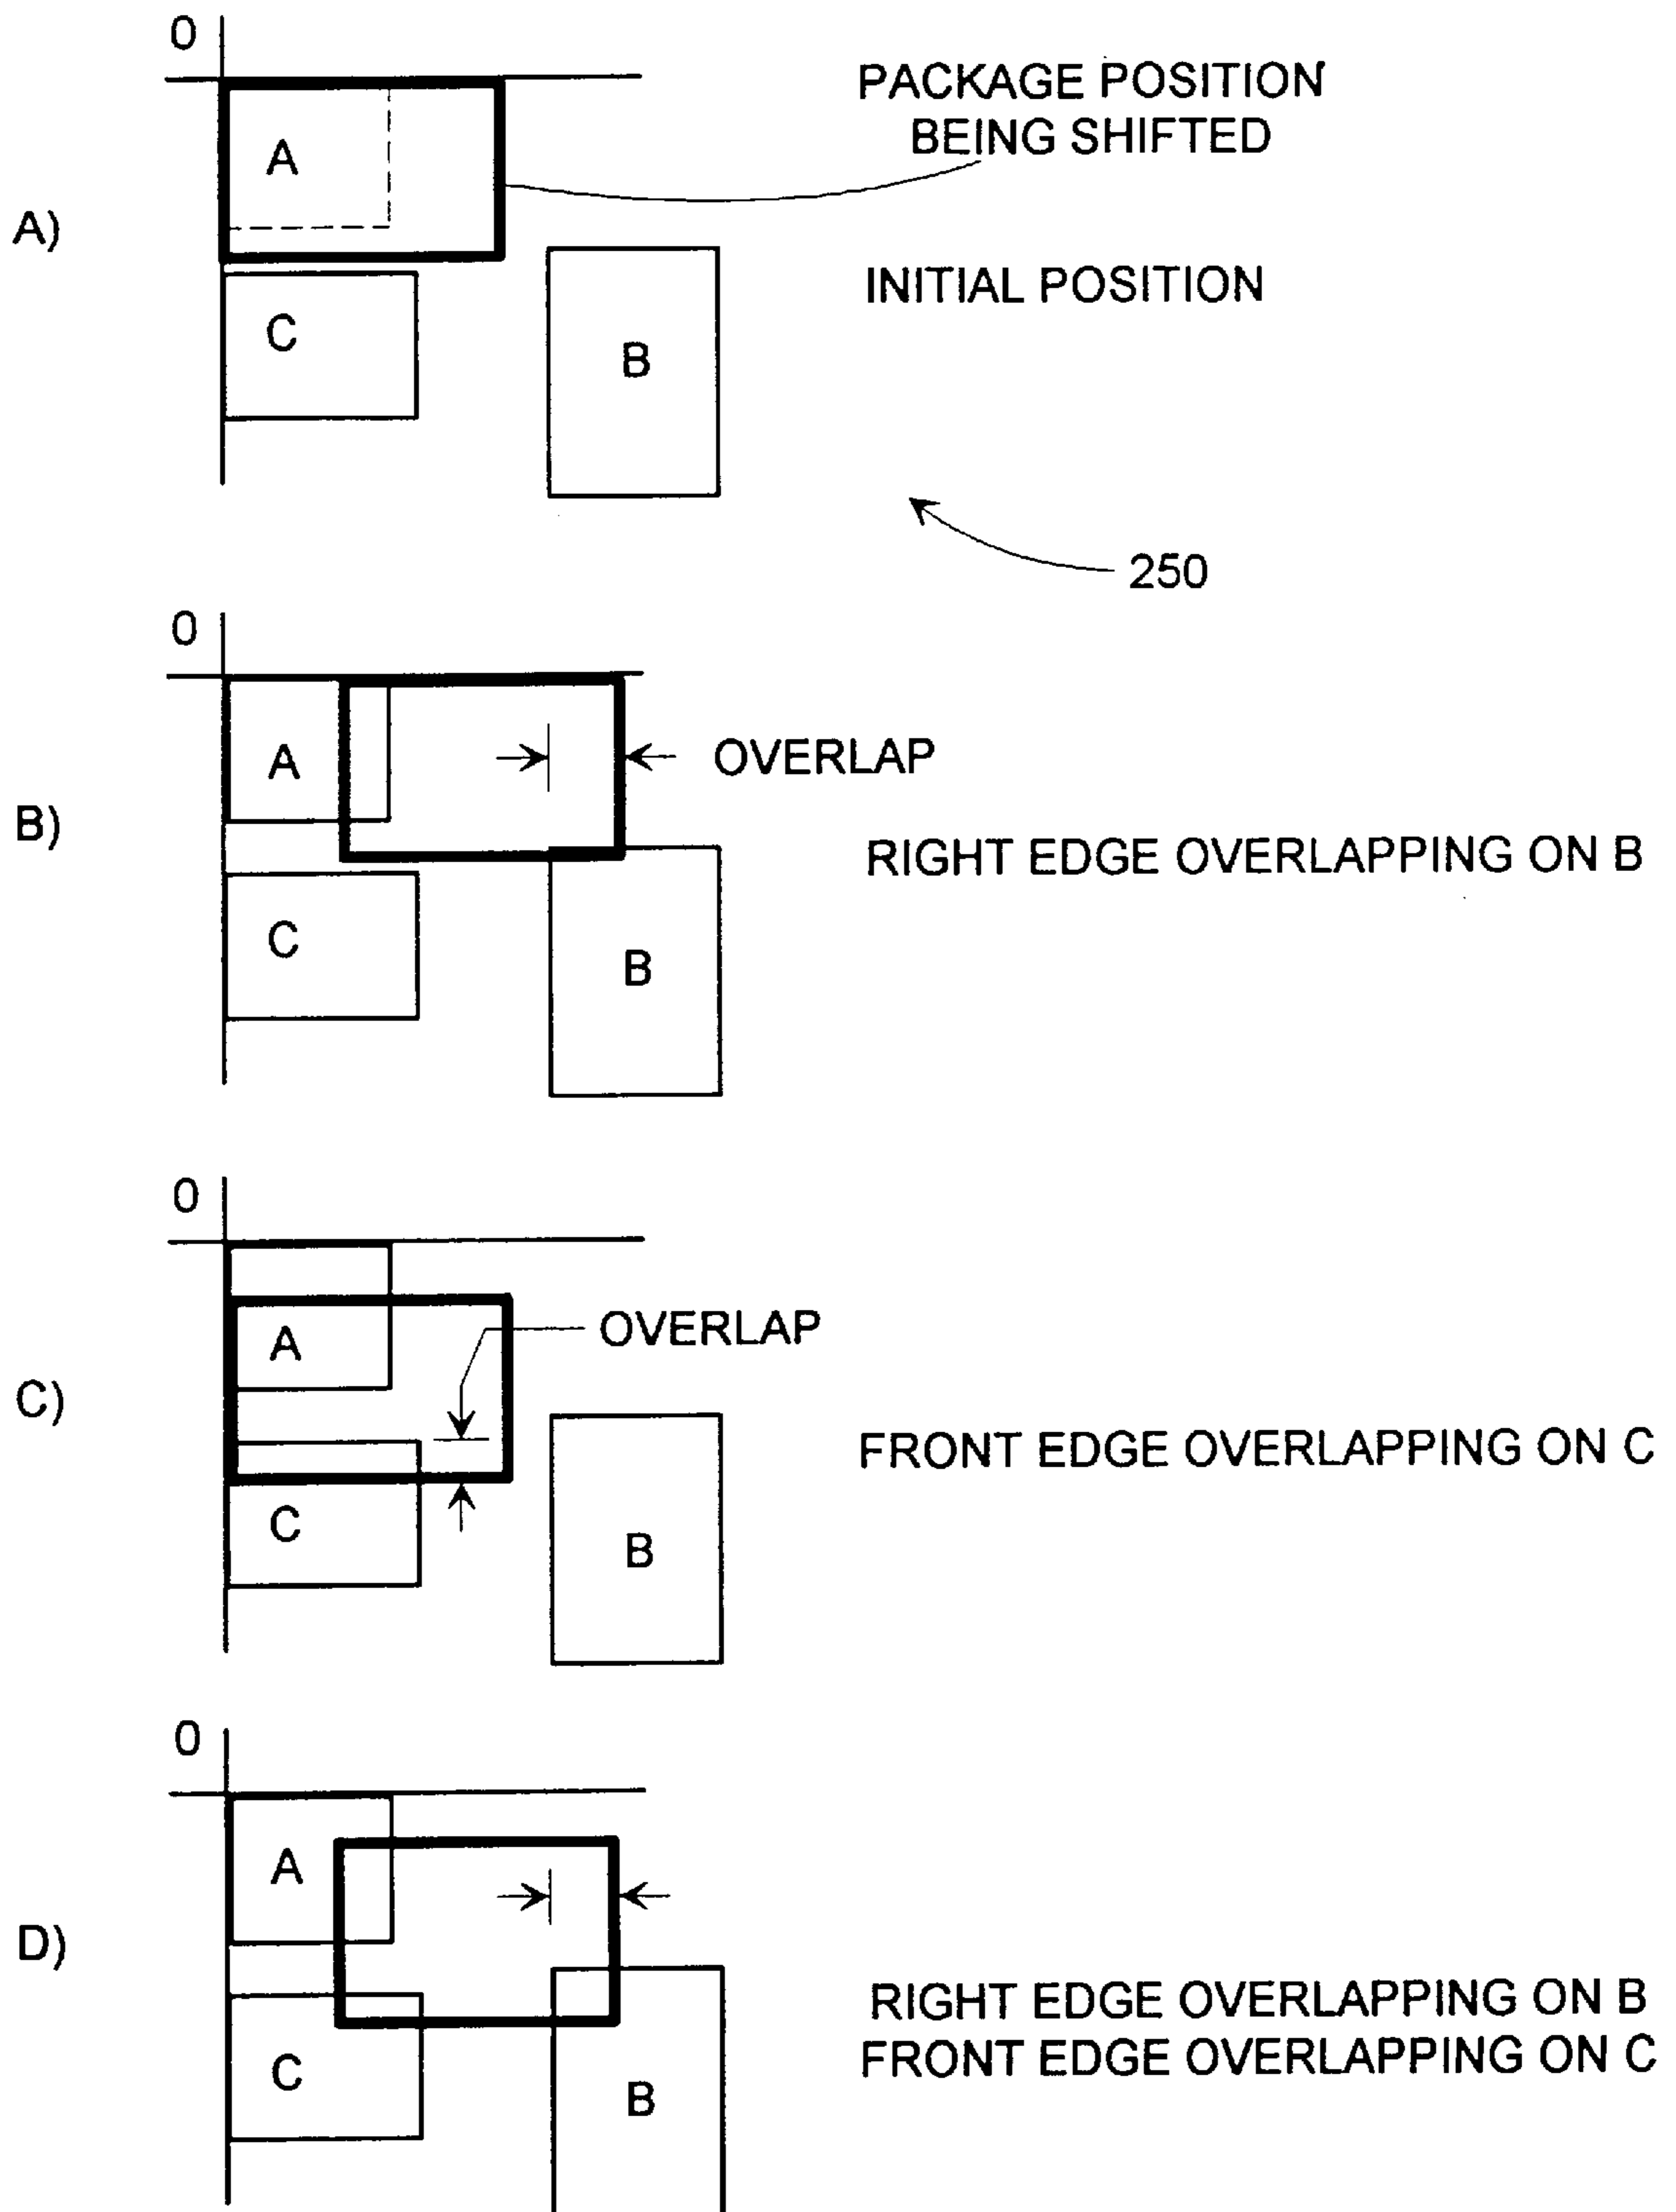 0
PACKAGE POSITION
BEING SHIFTED
A
A)
INITIAL POSITION
C
B
250
0
A
OVERLAP
B)
RIGHT EDGE OVERLAPPING ON B
C
B
0
A
OVERLAP
C)
FRONT EDGE OVERLAPPING ON C
C
B
0
A
D)
RIGHT EDGE OVERLAPPING ON B
FRONT EDGE OVERLAPPING ON C
C
B